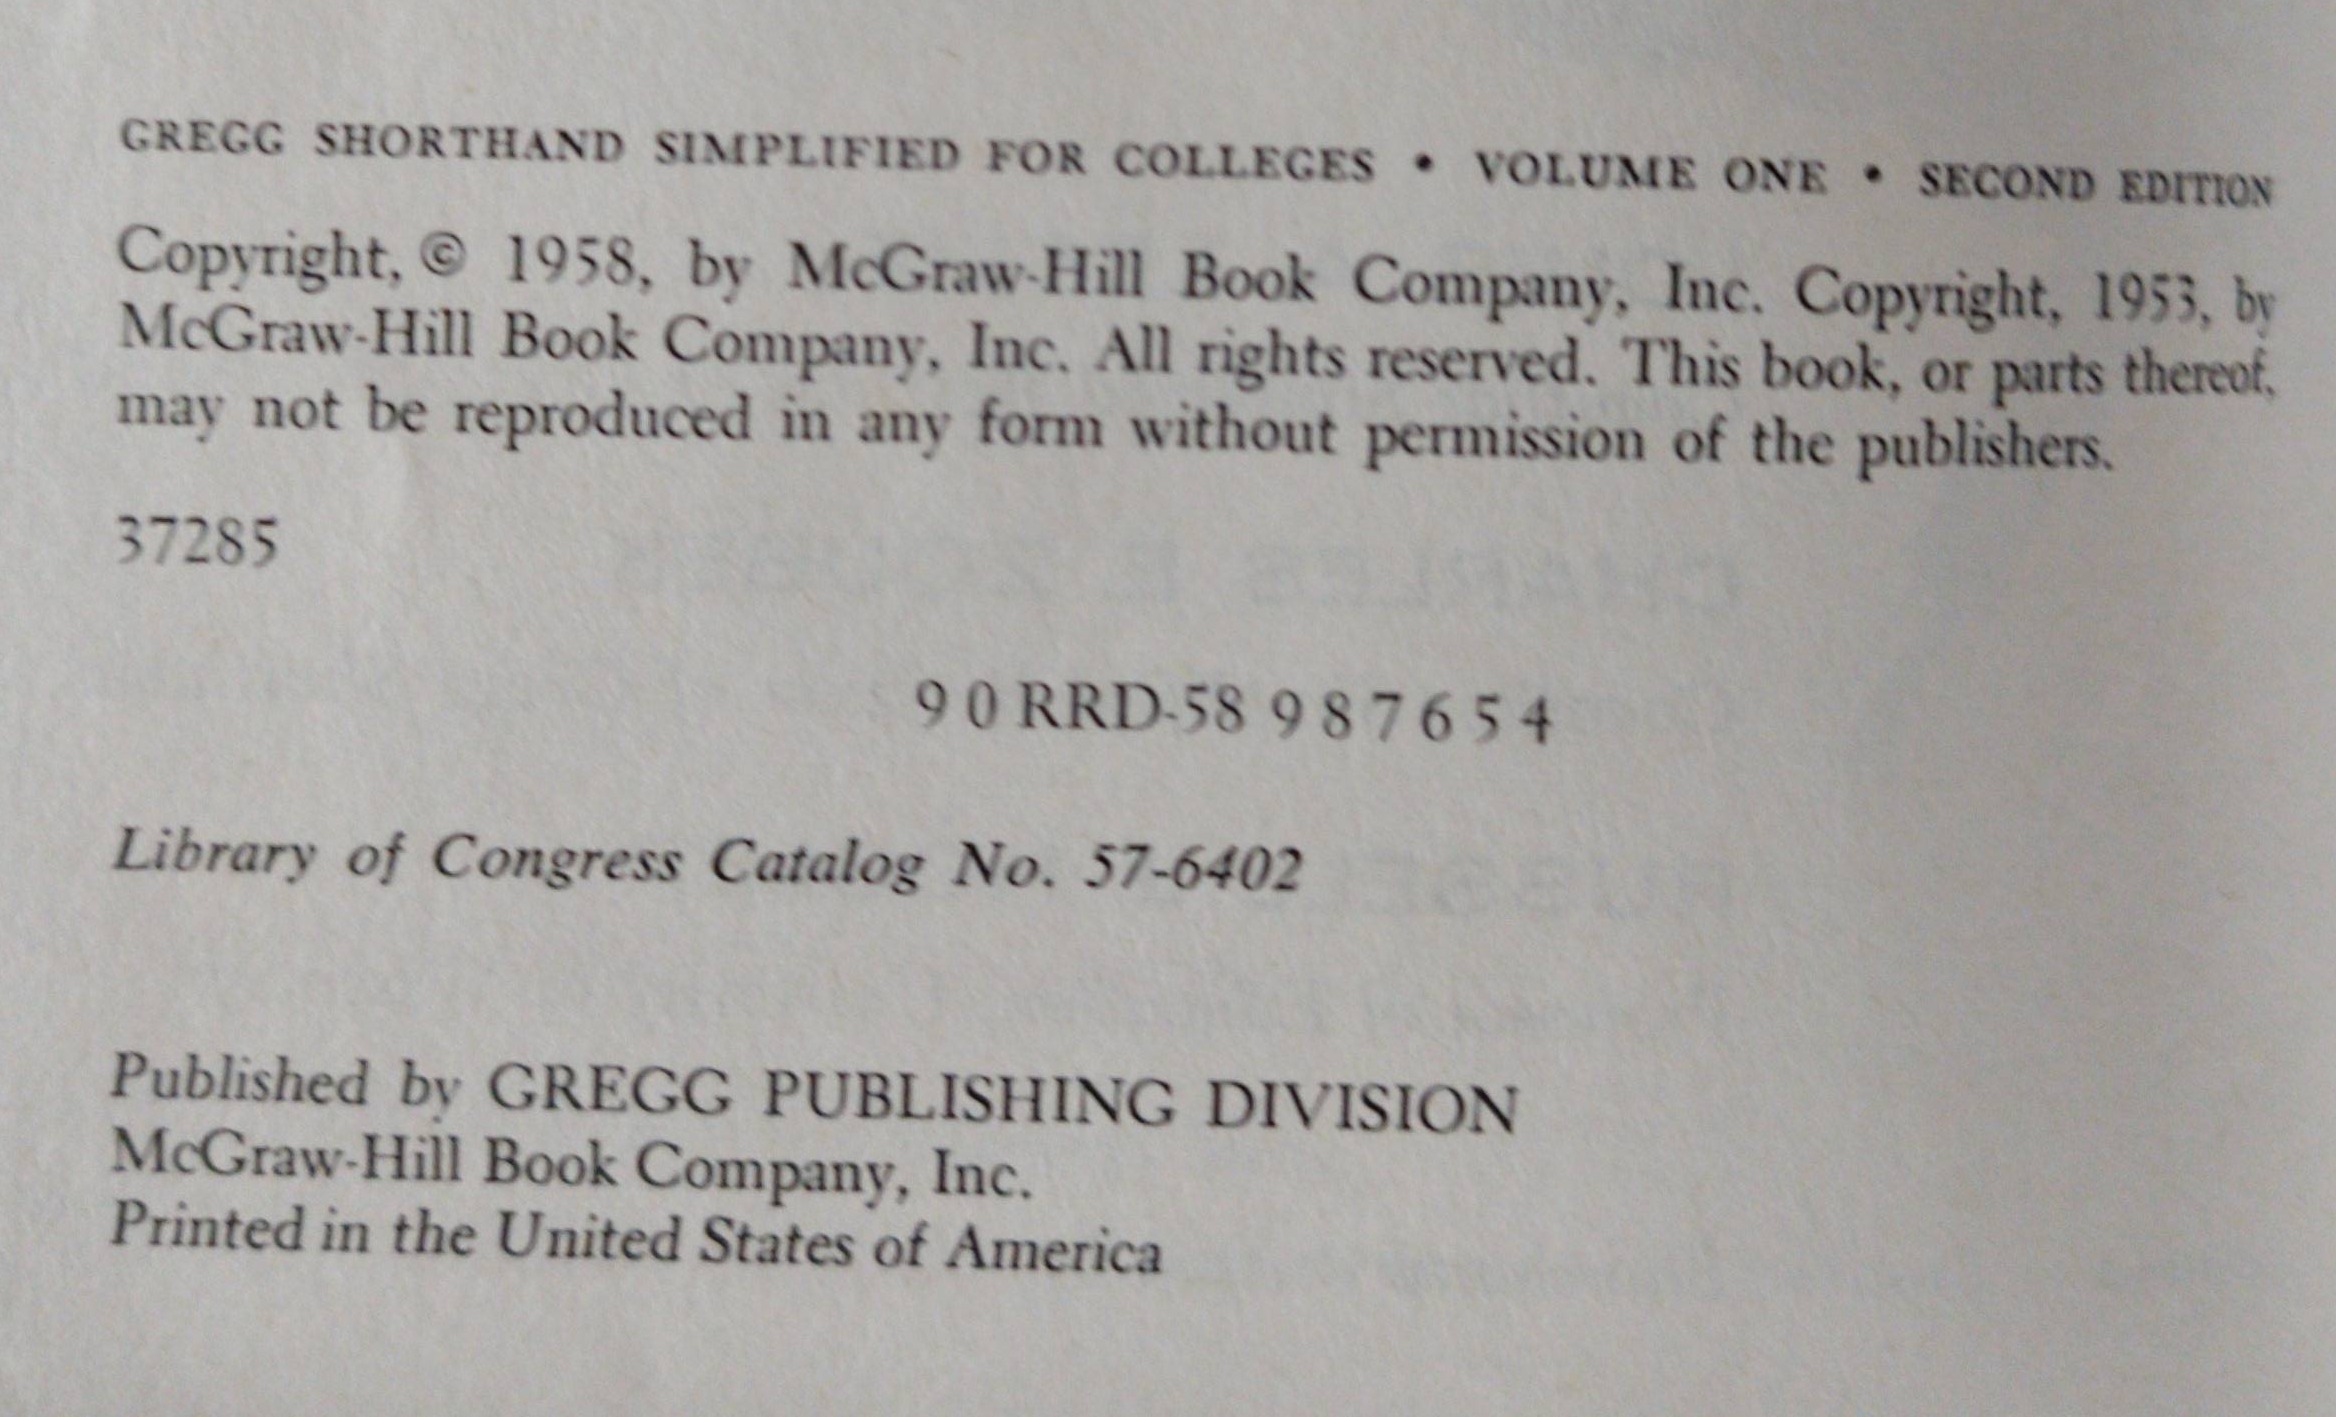 GREGG SHORTHAND SIMPLIFIED FOR COLLEGES • VOLUME ONE • SECOND EDITION
Copyright, © 1958, by McGraw-Hill Book Company, Inc. Copyright, 1953, by
McGraw-Hill Book Company, Inc. All rights reserved. This book, or parts thereof,
may not be reproduced in any form without permission of the publishers.
37285
9 0 RRD-58 9 8 7 6 5 4
Library of Congress Catalog No. 57-6402
Published by GREGG PUBLISHING DIVISION
McGraw-Hill Book Company, Inc.
Printed in the United States of America